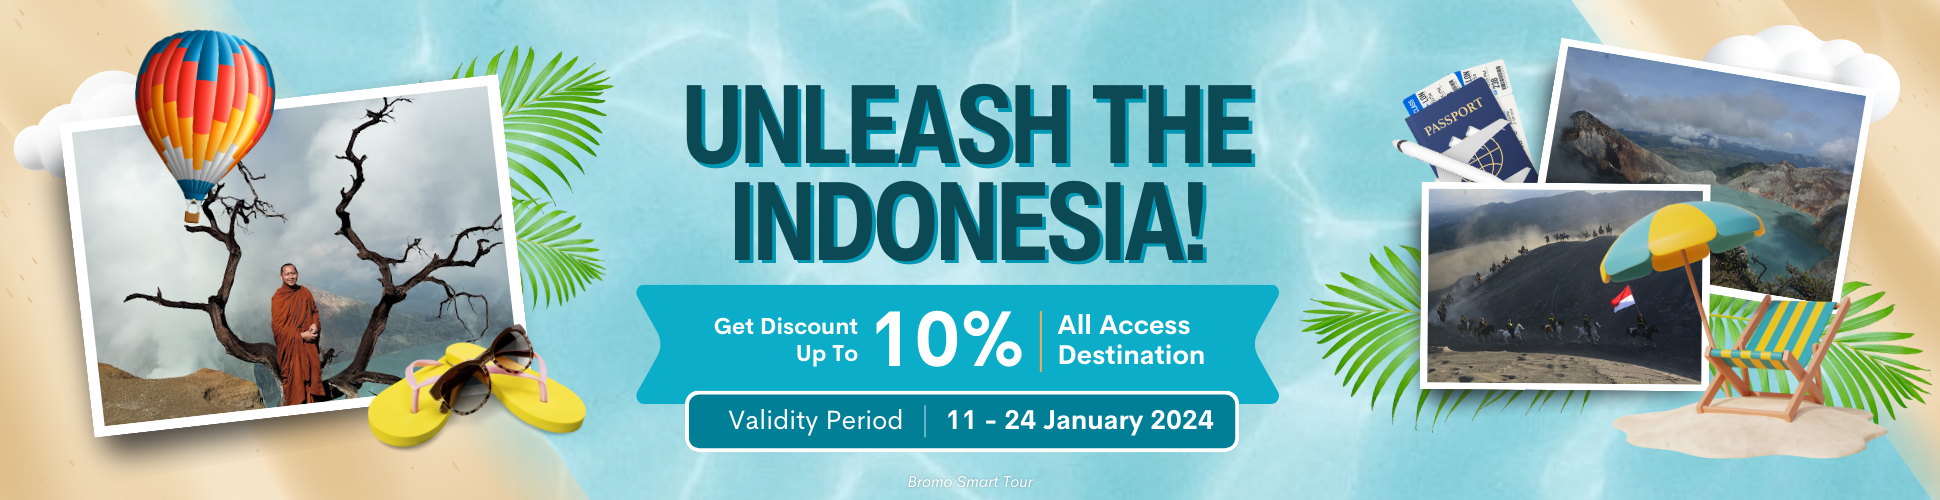 UNLEASH THE
INDONESIA!
Get Discount
Up To
10%
All Access
Destination
Validity Period
11 - 24 January 2024
Bromo Smart Tour
PASSPORT